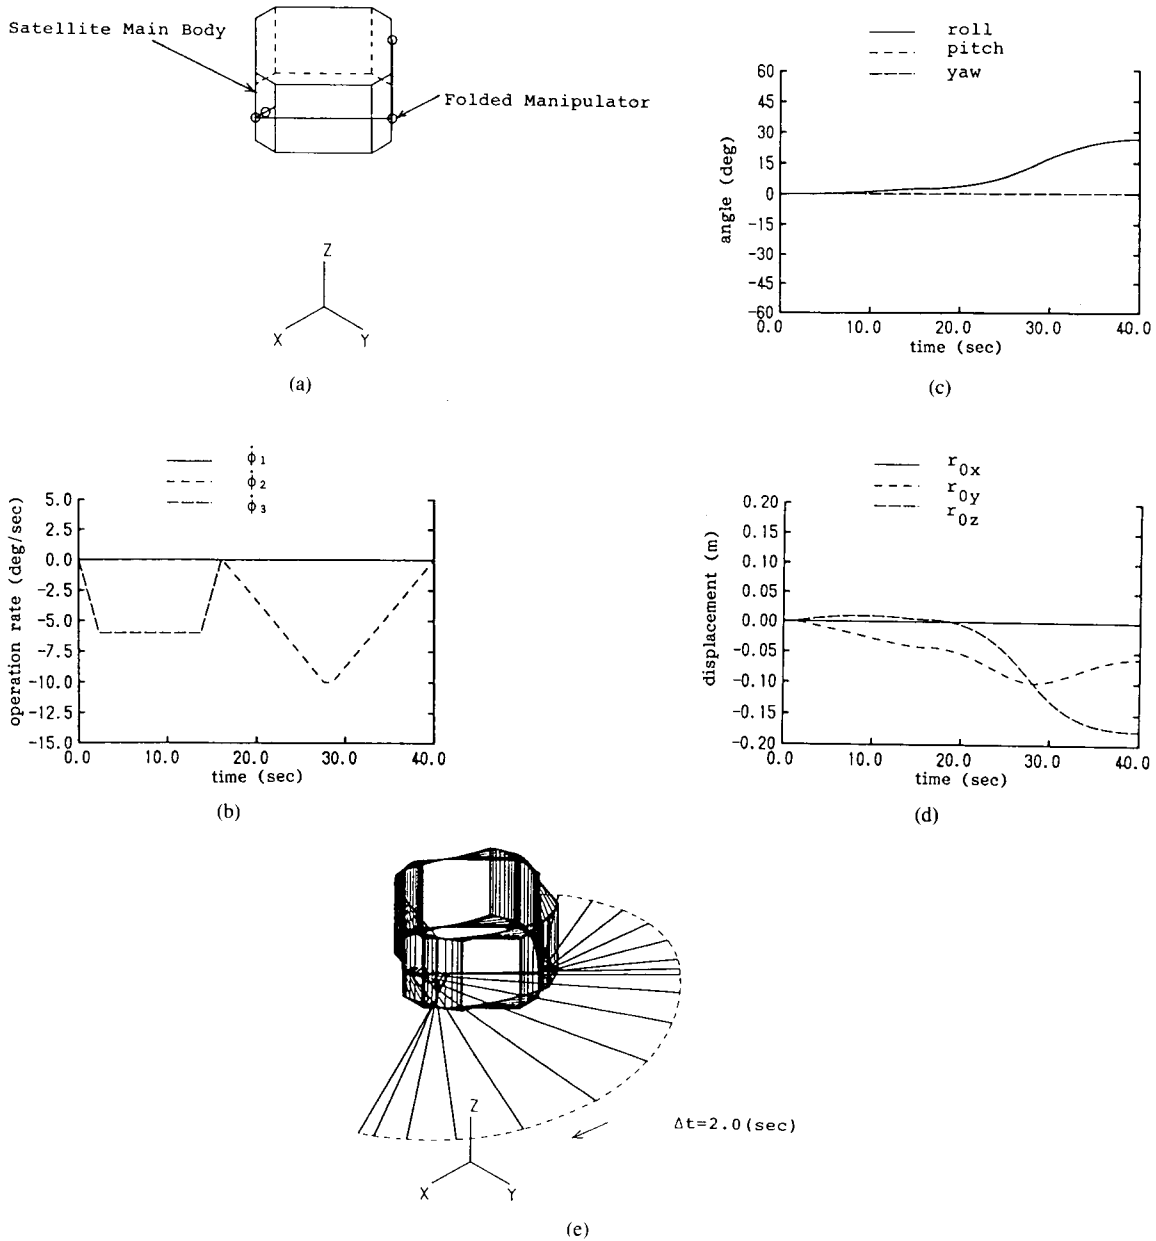 Satellite Main Body
Folded Manipulator
Z
X
Y
(a)
roll
pitch
yaw
angle (deg)
60
45
30
15
0
-15
-30
-45
-60
0.0 10.0 20.0 30.0 40.0
time (sec)
(c)
ϕ̇1
ϕ̇2
ϕ̇3
operation rate (deg/sec)
5.0
2.5
0.0
-2.5
-5.0
-7.5
-10.0
-12.5
-15.0
0.0 10.0 20.0 30.0 40.0
time (sec)
(b)
r0x
r0y
r0z
displacement (m)
0.20
0.15
0.10
0.05
0.00
-0.05
-0.10
-0.15
-0.20
0.0 10.0 20.0 30.0 40.0
time (sec)
(d)
Z
X
Y
Δt=2.0(sec)
(e)